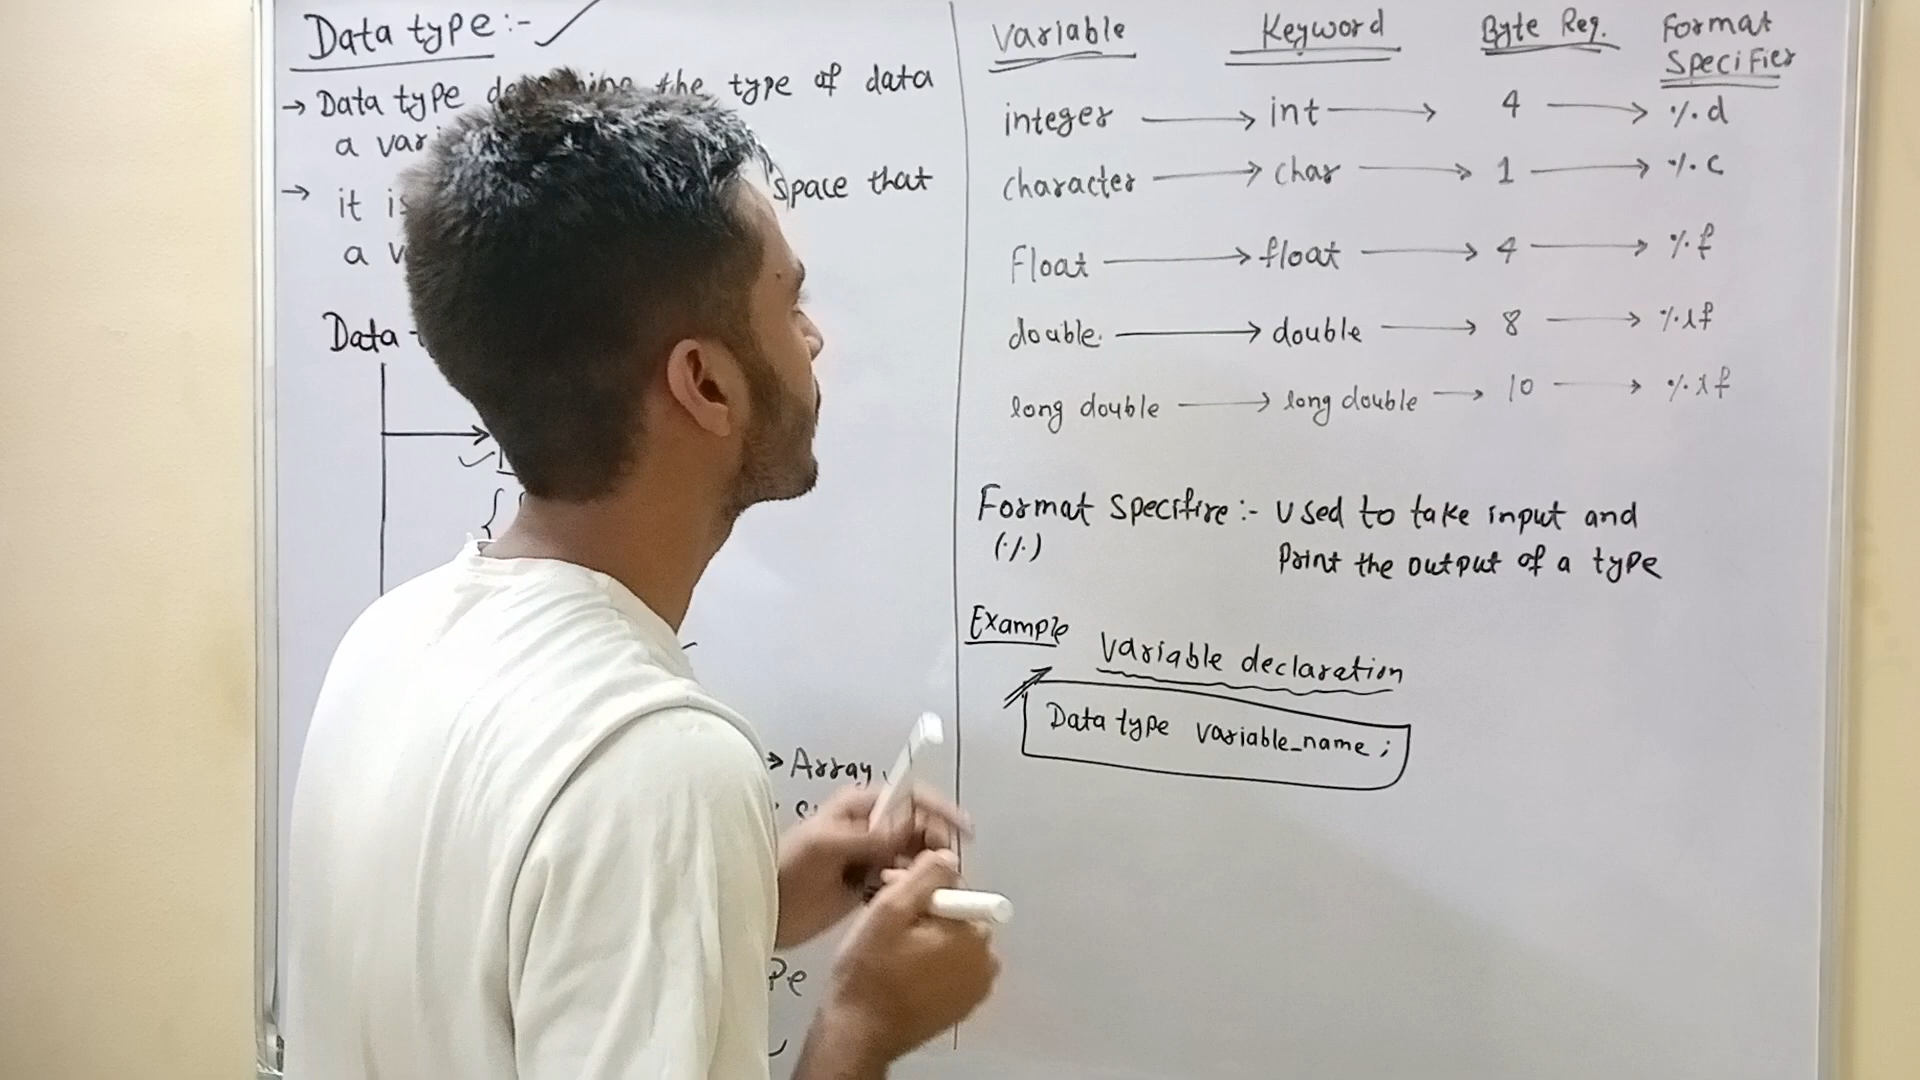 Data type :-
→ Data type the type of data
a var
→ it is space that
a v
Data
→ Array
Pe
Variable Keyword Byte Req. Format Specifier
integer → int → 4 → %d
character → char → 1 → %c
Float → float → 4 → %f
double → double → 8 → %lf
long double → long double → 10 → %lf
Format Specifire :- Used to take input and
(%) Print the output of a type
Example Variable declaration
Data type variable_name ;